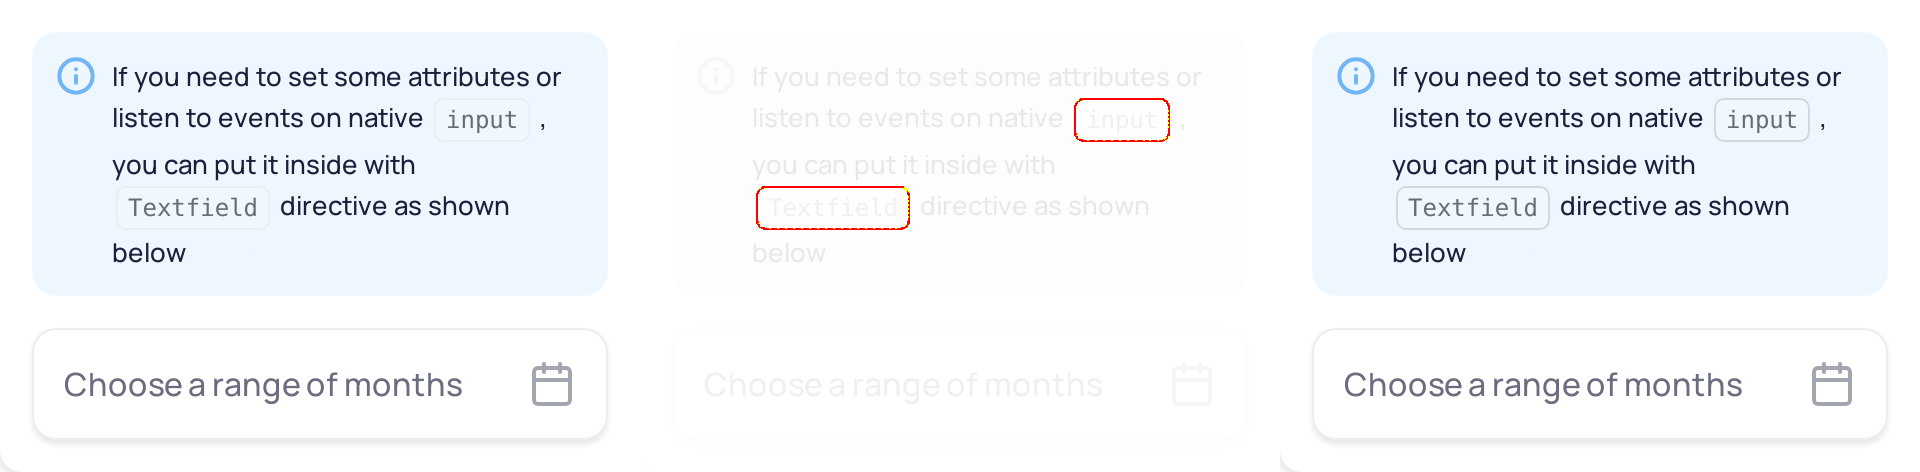 If you need to set some attributes or
listen to events on native input ,
you can put it inside with
Textfield directive as shown
below
Choose a range of months
If you need to set some attributes or
listen to events on native input ,
you can put it inside with
Textfield directive as shown
below
Choose a range of months
If you need to set some attributes or
listen to events on native input ,
you can put it inside with
Textfield directive as shown
below
Choose a range of months